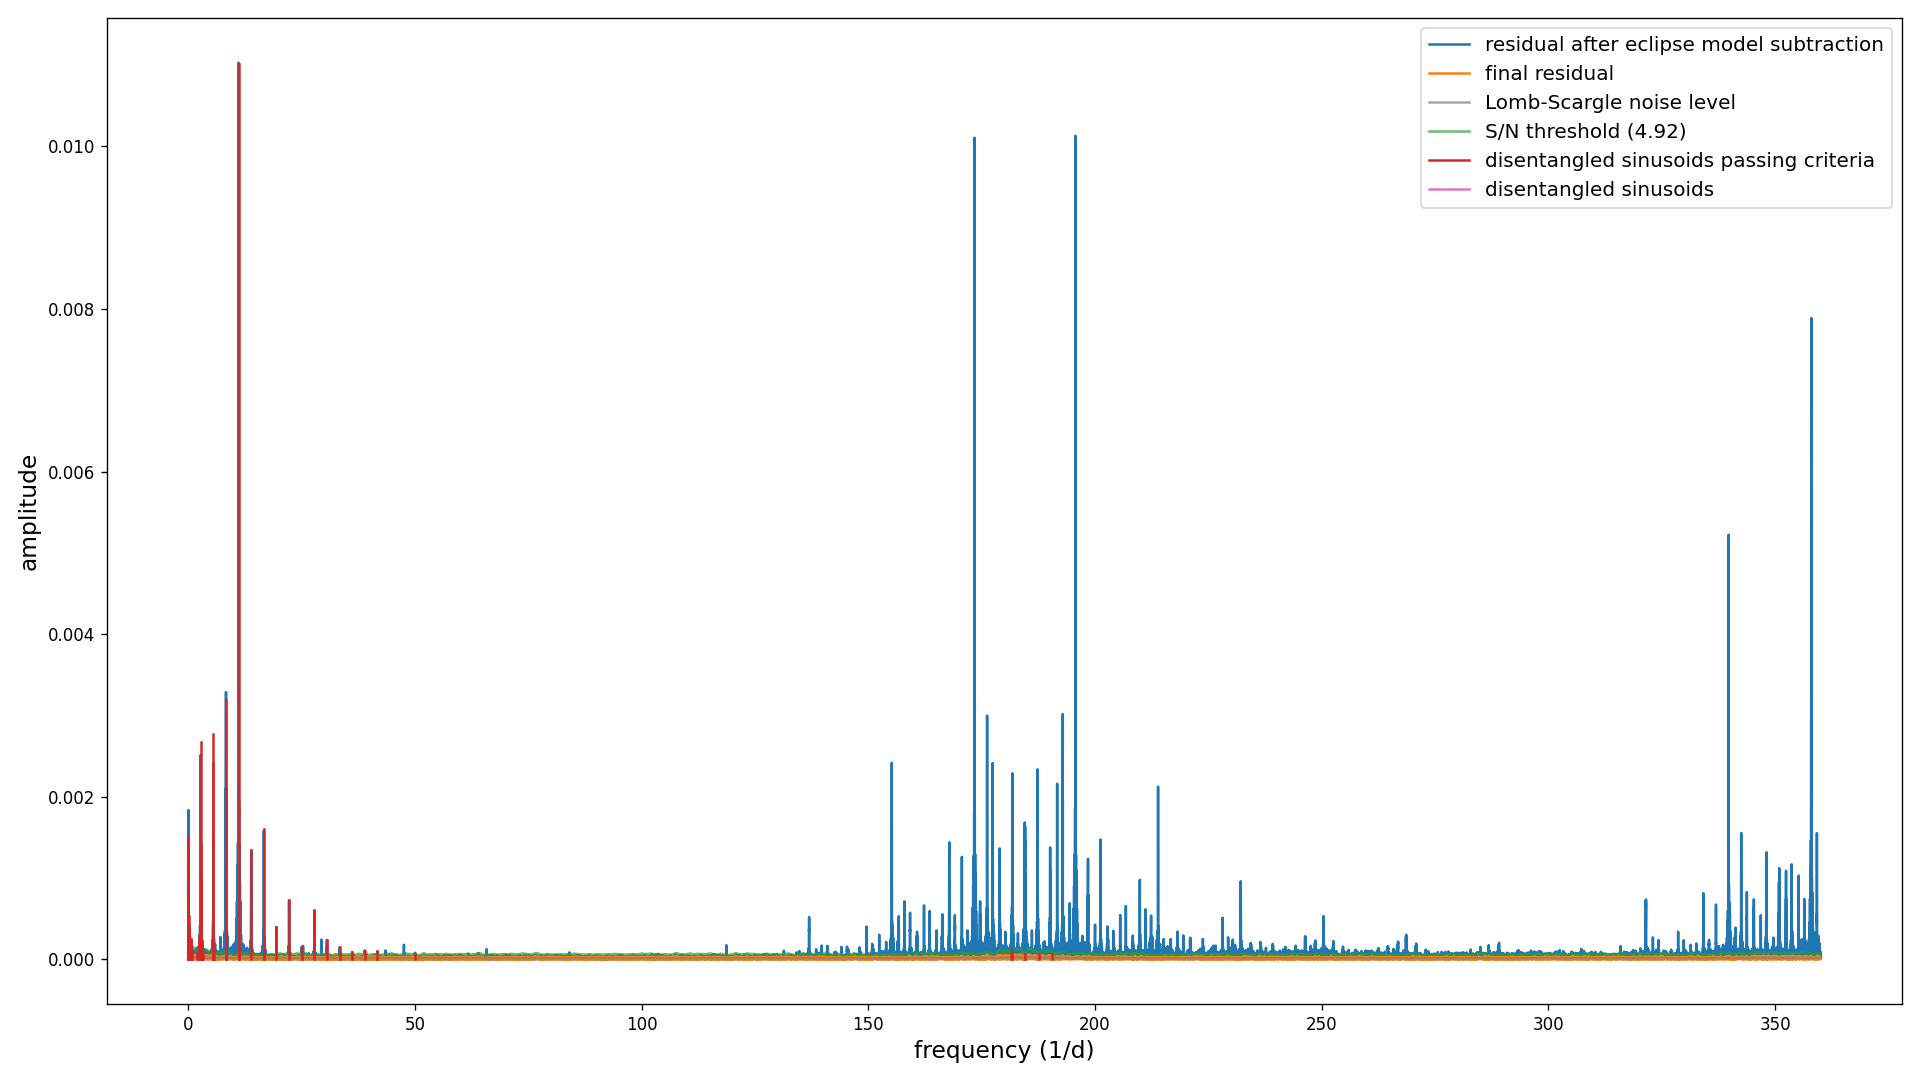 residual after eclipse model subtraction
final residual
Lomb-Scargle noise level
S/N threshold (4.92)
disentangled sinusoids passing criteria
disentangled sinusoids
amplitude
0.010
0.008
0.006
0.004
0.002
0.000
0 50 100 150 200 250 300 350
frequency (1/d)